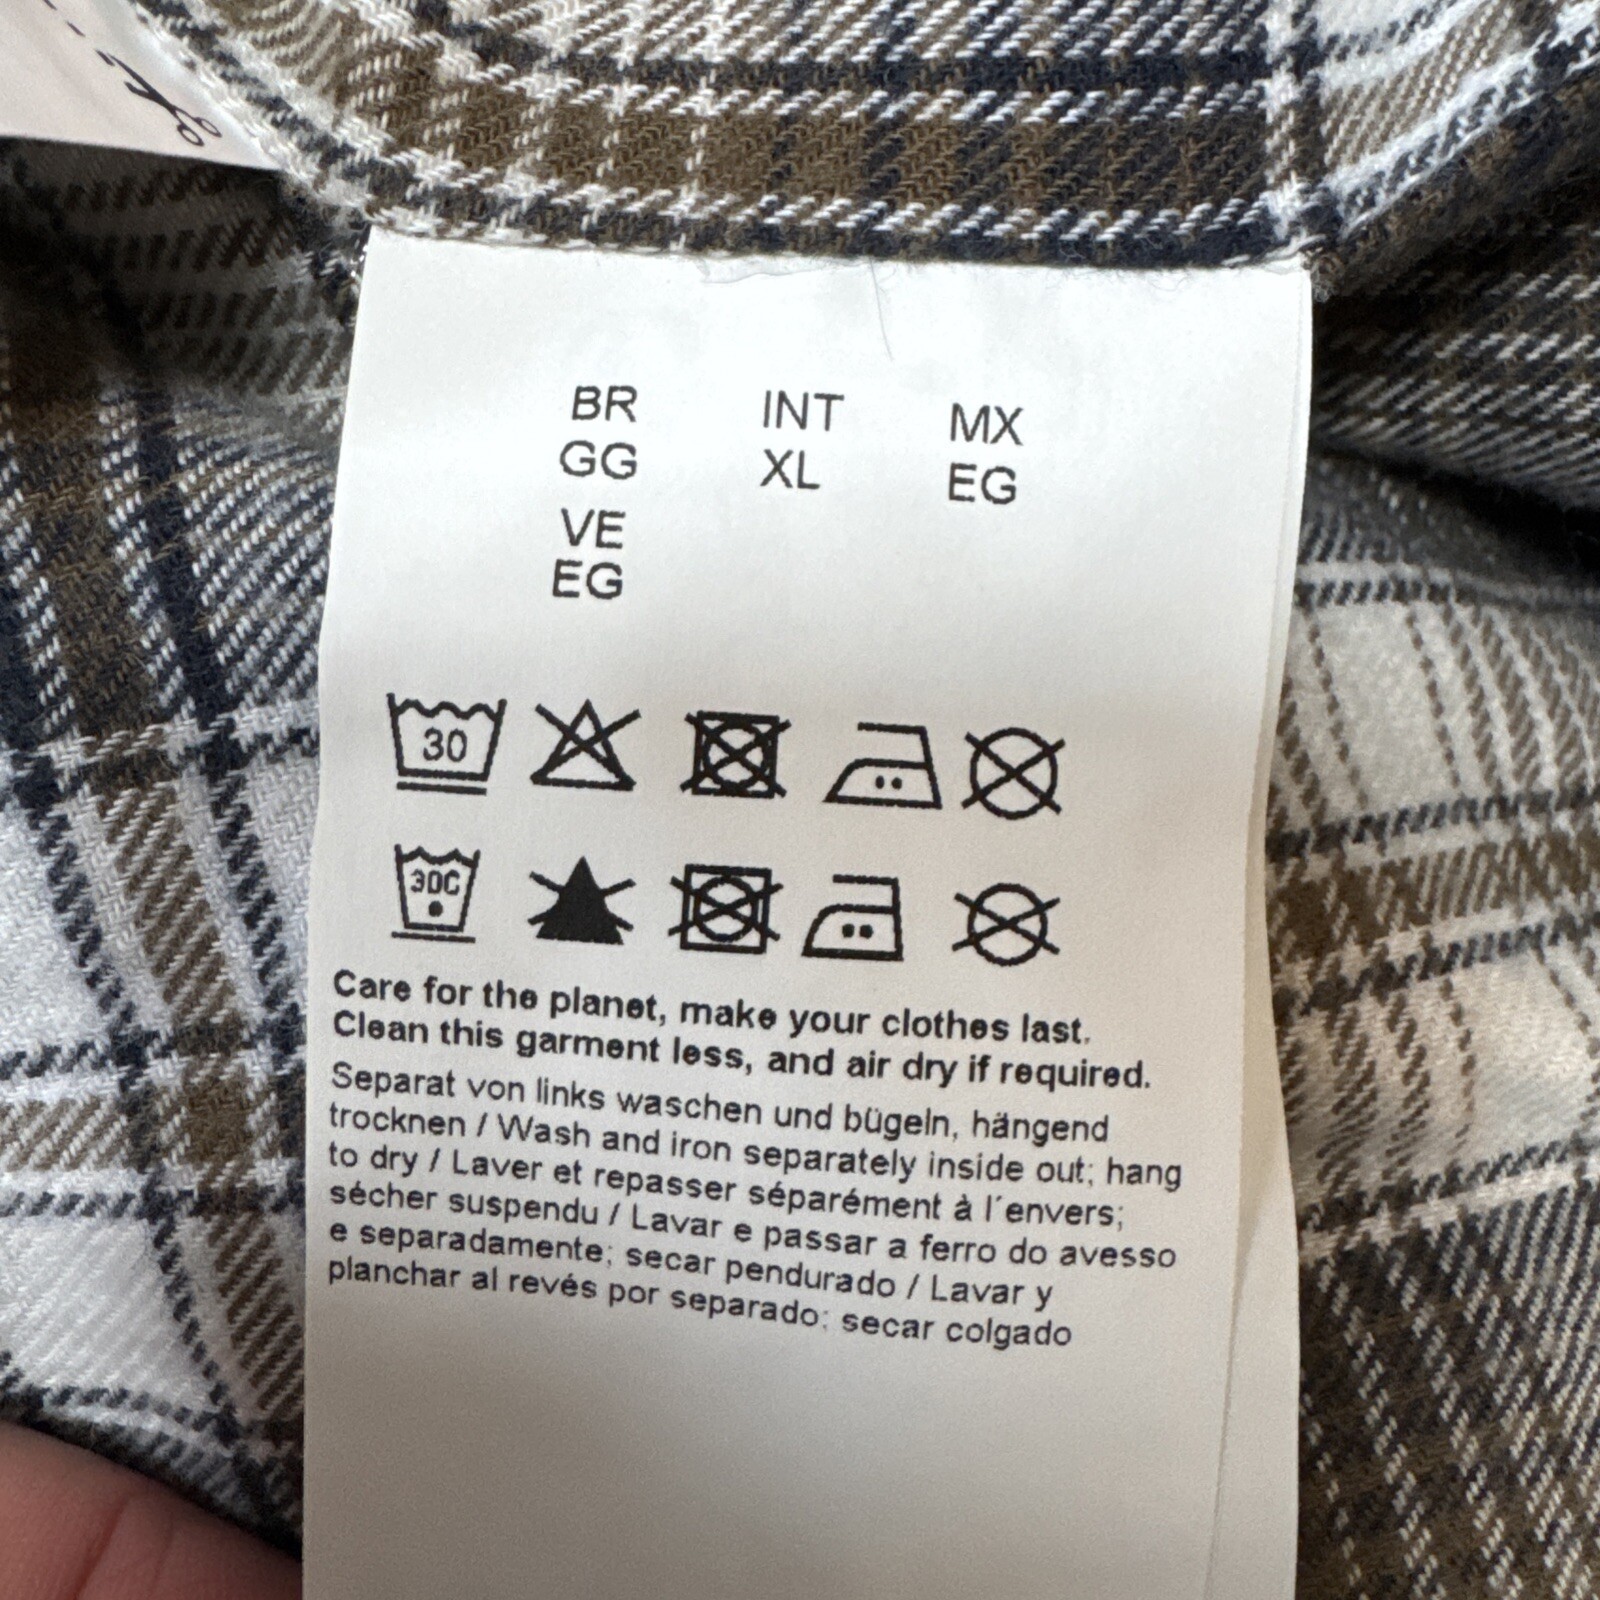 BR INT MX
GG XL EG
VE
EG
30
30C
Care for the planet, make your clothes last.
Clean this garment less, and air dry if required.
Separat von links waschen und bügeln, hängend
trocknen / Wash and iron separately inside out; hang
to dry / Laver et repasser séparément à l´envers;
sécher suspendu / Lavar e passar a ferro do avesso
e separadamente; secar pendurado / Lavar y
planchar al revés por separado; secar colgado